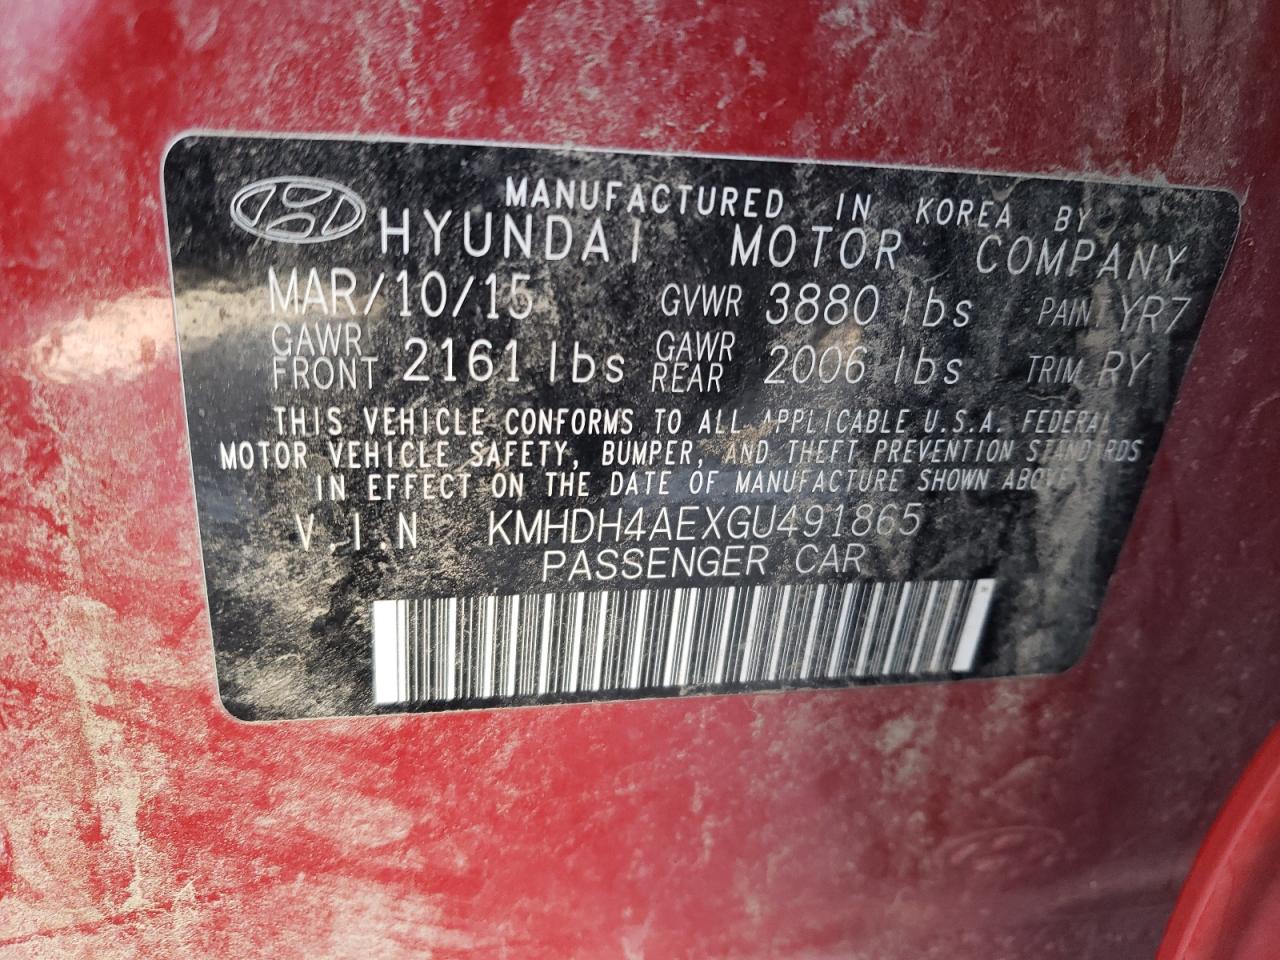 MANUFACTURED IN KOREA BY
HYUNDAI MOTOR COMPANY
MAR/10/15 GVWR 3880 lbs PAIN YR7
GAWR FRONT 2161 lbs GAWR REAR 2006 lbs TRIM RY
THIS VEHICLE CONFORMS TO ALL APPLICABLE U.S.A. FEDERAL
MOTOR VEHICLE SAFETY, BUMPER, AND THEFT PREVENTION STANDARDS
IN EFFECT ON THE DATE OF MANUFACTURE SHOWN ABOVE
V.I.N KMHDH4AEXGU491865
PASSENGER CAR